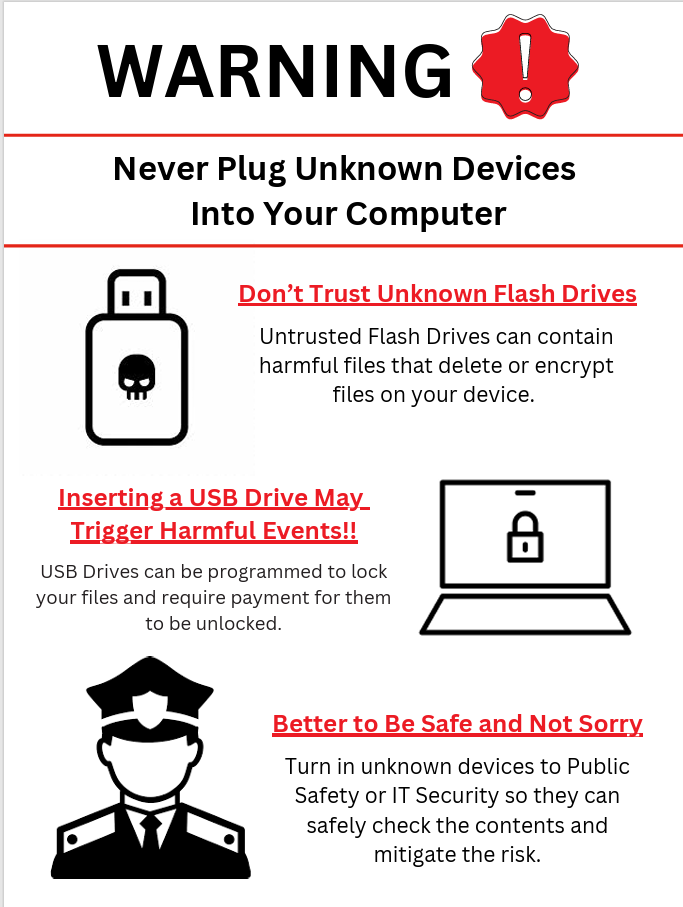 WARNING
Never Plug Unknown Devices
Into Your Computer
Don’t Trust Unknown Flash Drives
Untrusted Flash Drives can contain
harmful files that delete or encrypt
files on your device.
Inserting a USB Drive May
Trigger Harmful Events!!
USB Drives can be programmed to lock
your files and require payment for them
to be unlocked.
Better to Be Safe and Not Sorry
Turn in unknown devices to Public
Safety or IT Security so they can
safely check the contents and
mitigate the risk.